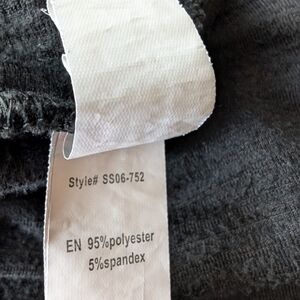 Style# SS06-752
EN 95%polyester
5%spandex